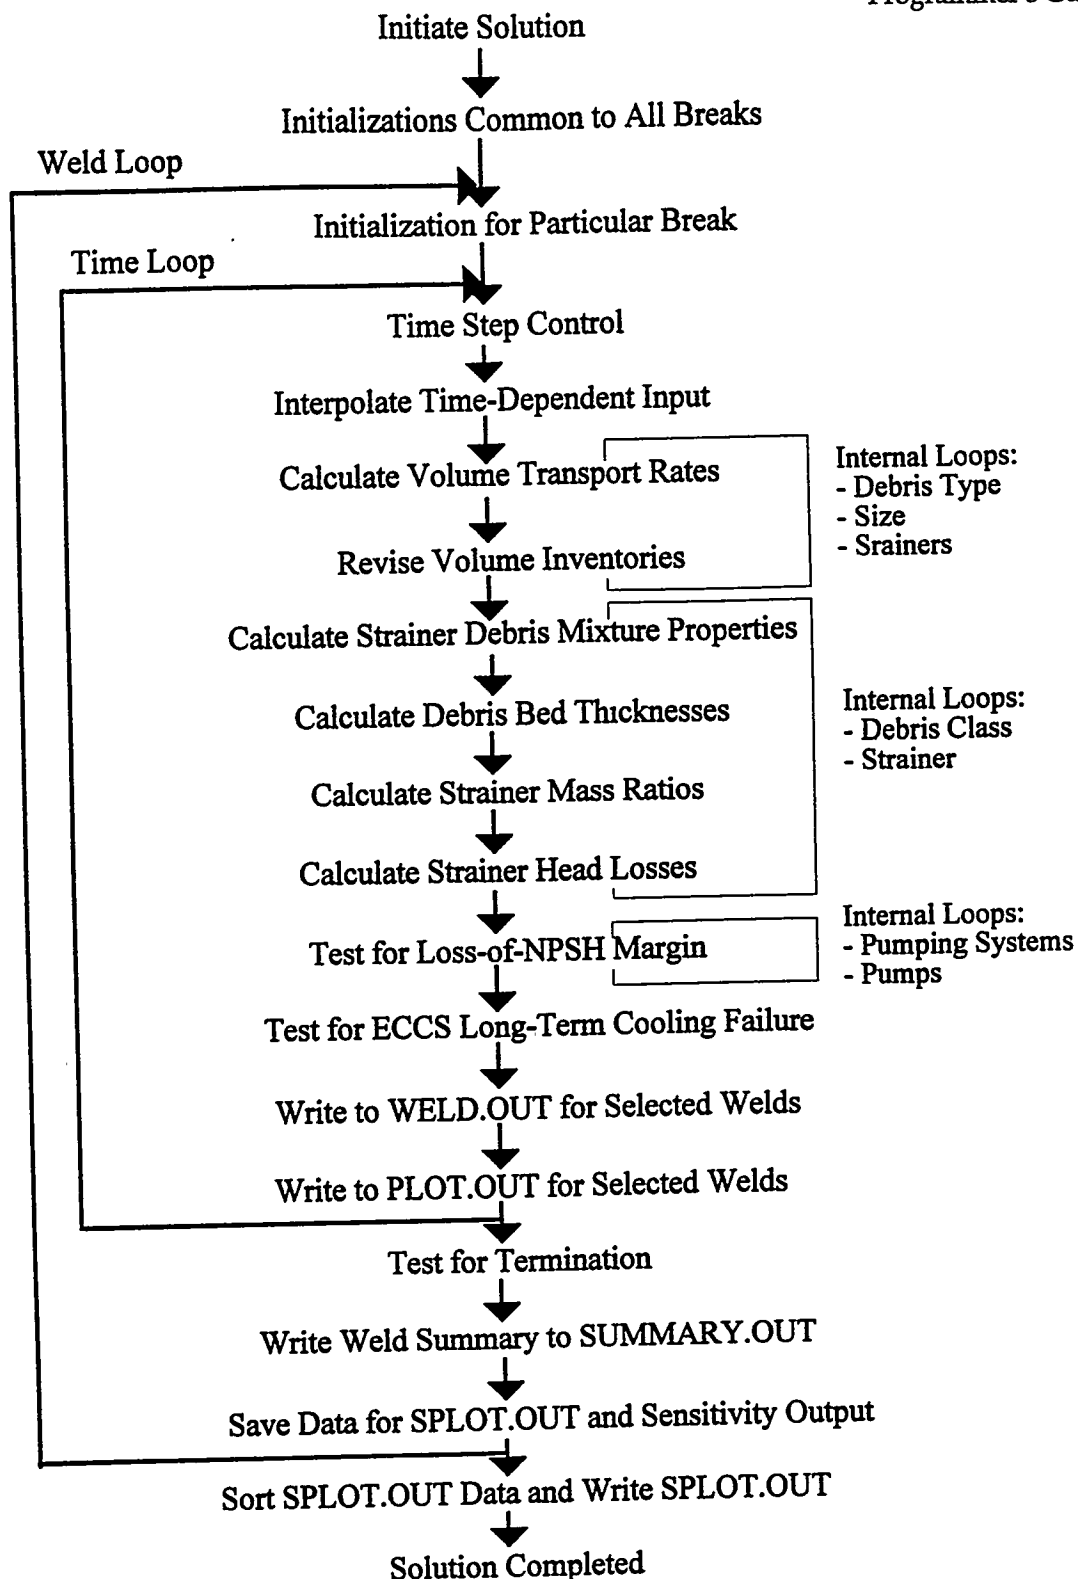 Initiate Solution
Initializations Common to All Breaks
Weld Loop
Initialization for Particular Break
Time Loop
Time Step Control
Interpolate Time-Dependent Input
Calculate Volume Transport Rates
Internal Loops:
- Debris Type
- Size
- Srainers
Revise Volume Inventories
Calculate Strainer Debris Mixture Properties
Calculate Debris Bed Thicknesses
Internal Loops:
- Debris Class
- Strainer
Calculate Strainer Mass Ratios
Calculate Strainer Head Losses
Test for Loss-of-NPSH Margin
Internal Loops:
- Pumping Systems
- Pumps
Test for ECCS Long-Term Cooling Failure
Write to WELD.OUT for Selected Welds
Write to PLOT.OUT for Selected Welds
Test for Termination
Write Weld Summary to SUMMARY.OUT
Save Data for SPLOT.OUT and Sensitivity Output
Sort SPLOT.OUT Data and Write SPLOT.OUT
Solution Completed